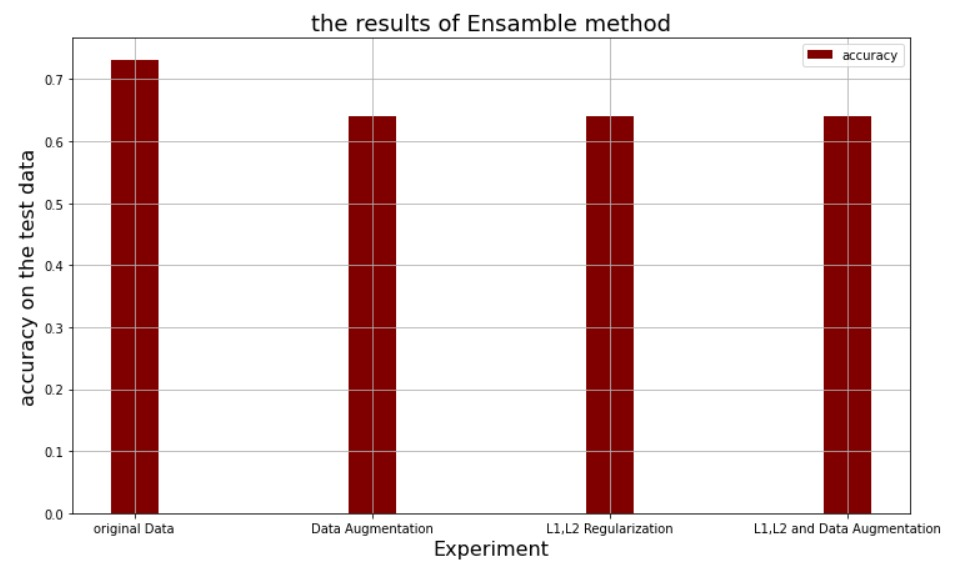 the results of Ensamble method
accuracy
accuracy on the test data
0.7
0.6
0.5
0.4
0.3
0.2
0.1
0.0
original Data
Data Augmentation
L1,L2 Regularization
L1,L2 and Data Augmentation
Experiment